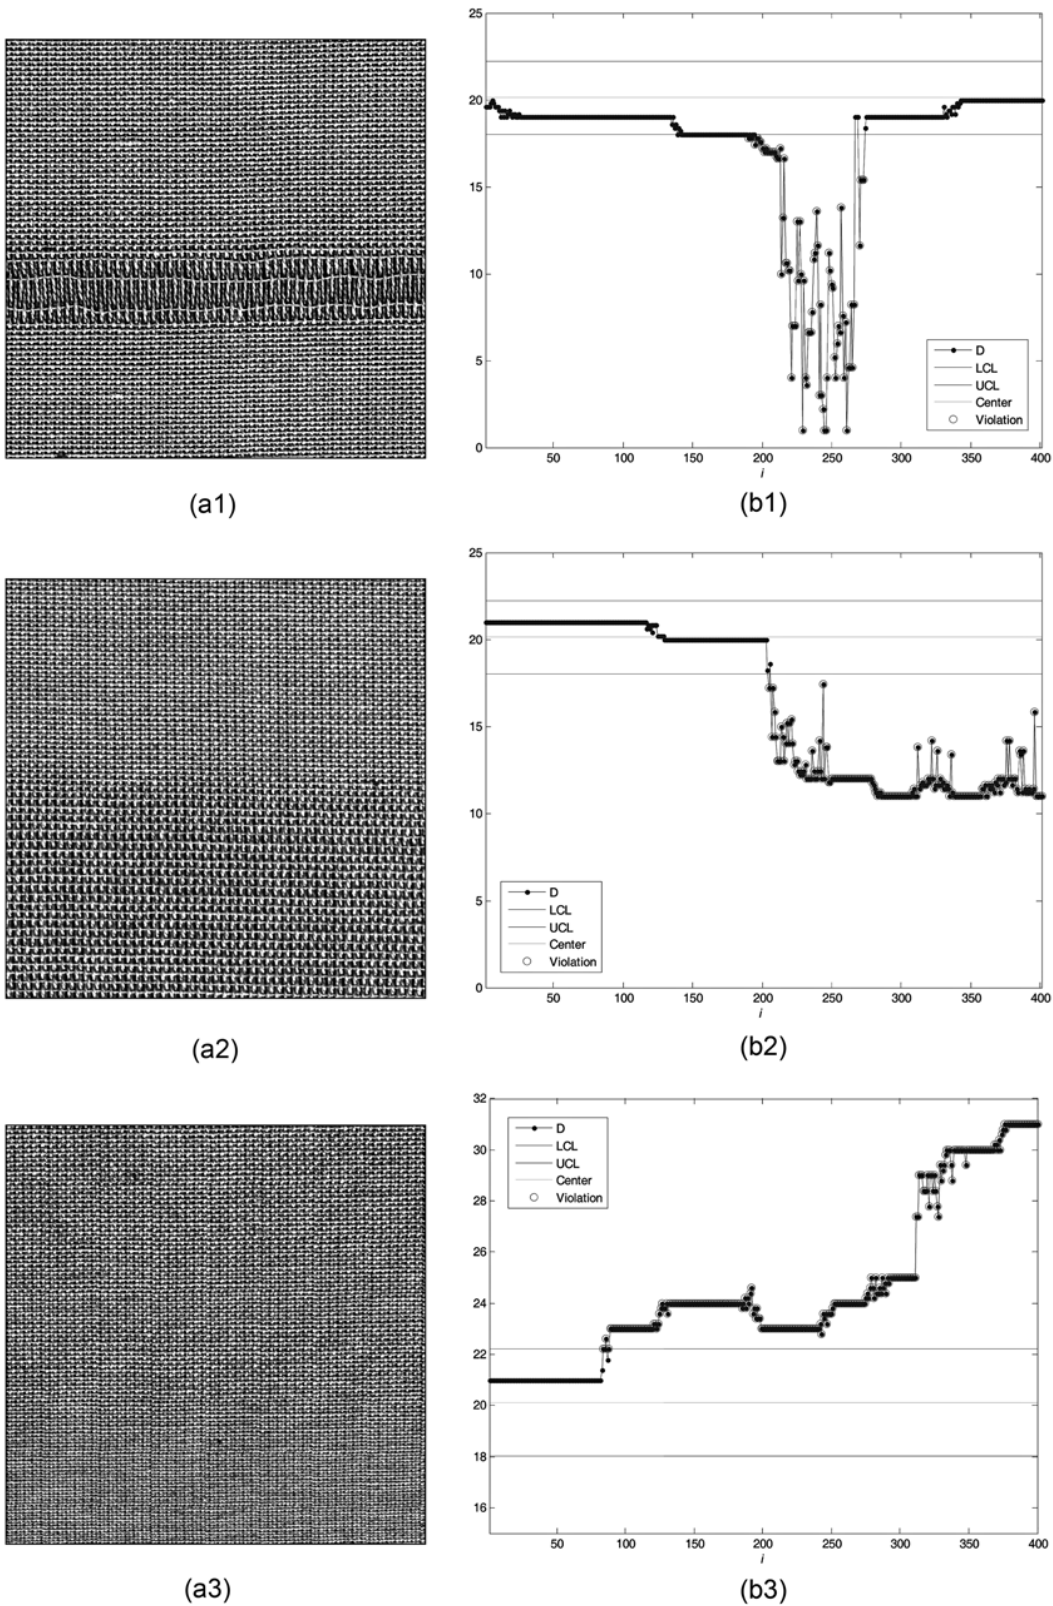 25
20
15
10
5
0
50 100 150 200 250 300 350 400
i
D
LCL
UCL
Center
Violation
(a1)
(b1)
25
20
15
10
5
0
50 100 150 200 250 300 350 400
i
D
LCL
UCL
Center
Violation
(a2)
(b2)
32
30
28
26
24
22
20
18
16
50 100 150 200 250 300 350 400
i
D
LCL
UCL
Center
Violation
(a3)
(b3)